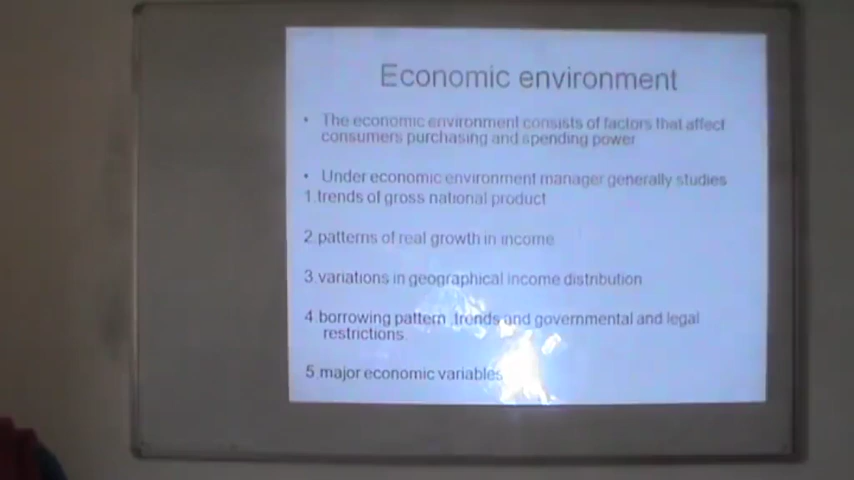 Economic environment
• The economic environment consists of factors that affect
consumers purchasing and spending power
• Under economic environment manager generally studies
1.trends of gross national product
2.patterns of real growth in income
3.variations in geographical income distribution
4.borrowing pattern ,trends and governmental and legal
restrictions.
5.major economic variables